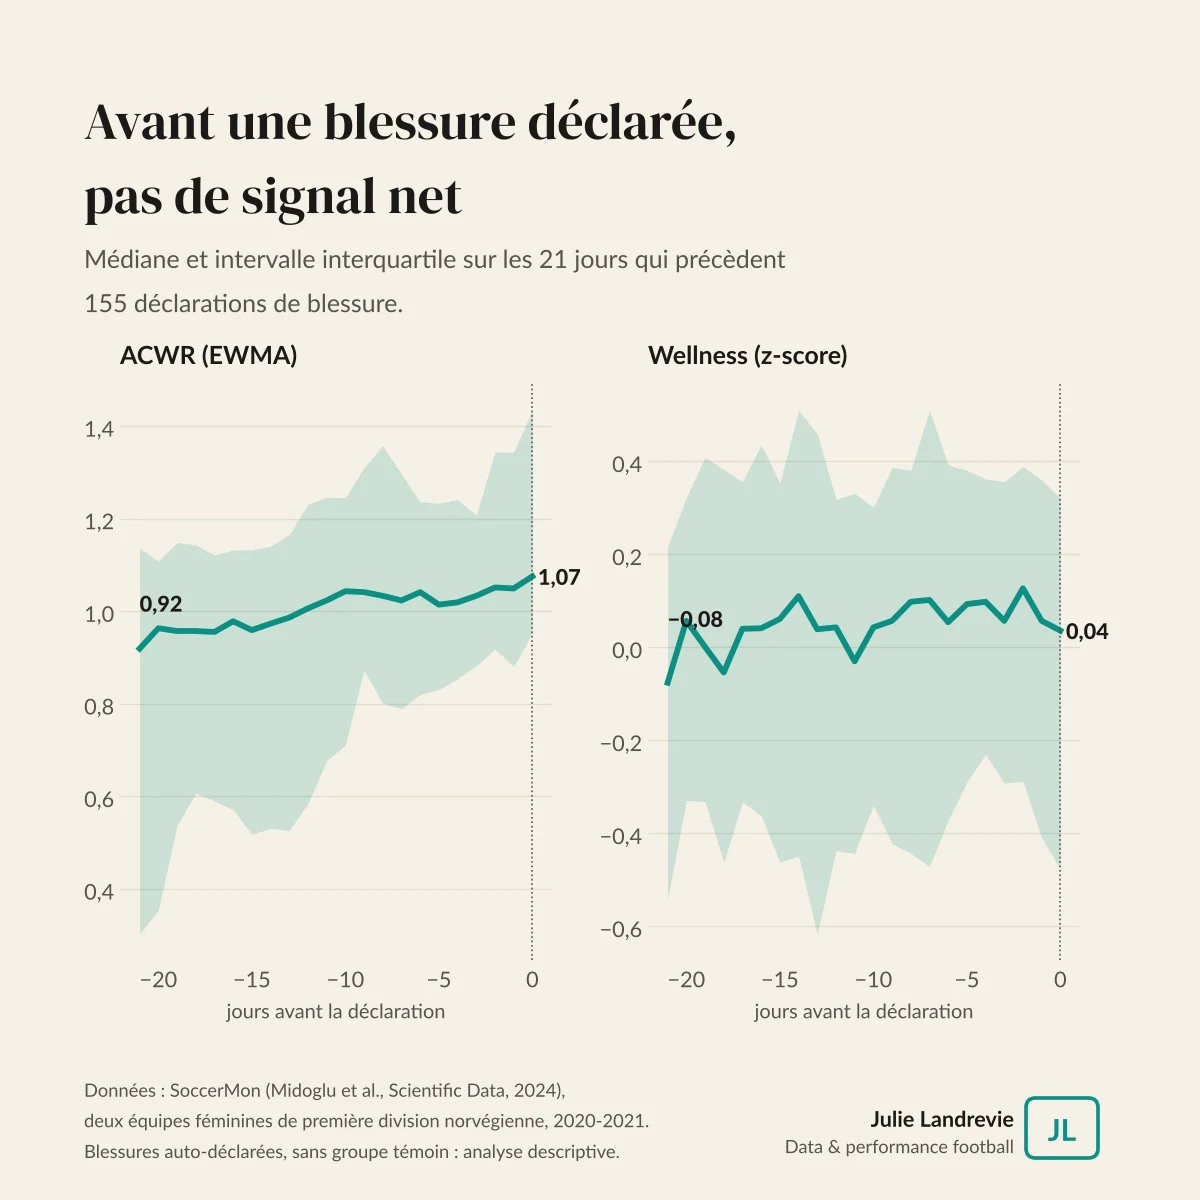 Avant une blessure déclarée,
pas de signal net
Médiane et intervalle interquartile sur les 21 jours qui précèdent
155 déclarations de blessure.
ACWR (EWMA)
1,4
1,2
1,0
0,8
0,6
0,4
0,92
1,07
−20 −15 −10 −5 0
jours avant la déclaration
Wellness (z-score)
0,4
0,2
0,0
−0,2
−0,4
−0,6
−0,08
0,04
−20 −15 −10 −5 0
jours avant la déclaration
Données : SoccerMon (Midoglu et al., Scientific Data, 2024),
deux équipes féminines de première division norvégienne, 2020-2021.
Blessures auto-déclarées, sans groupe témoin : analyse descriptive.
Julie Landrevie
Data & performance football
JL